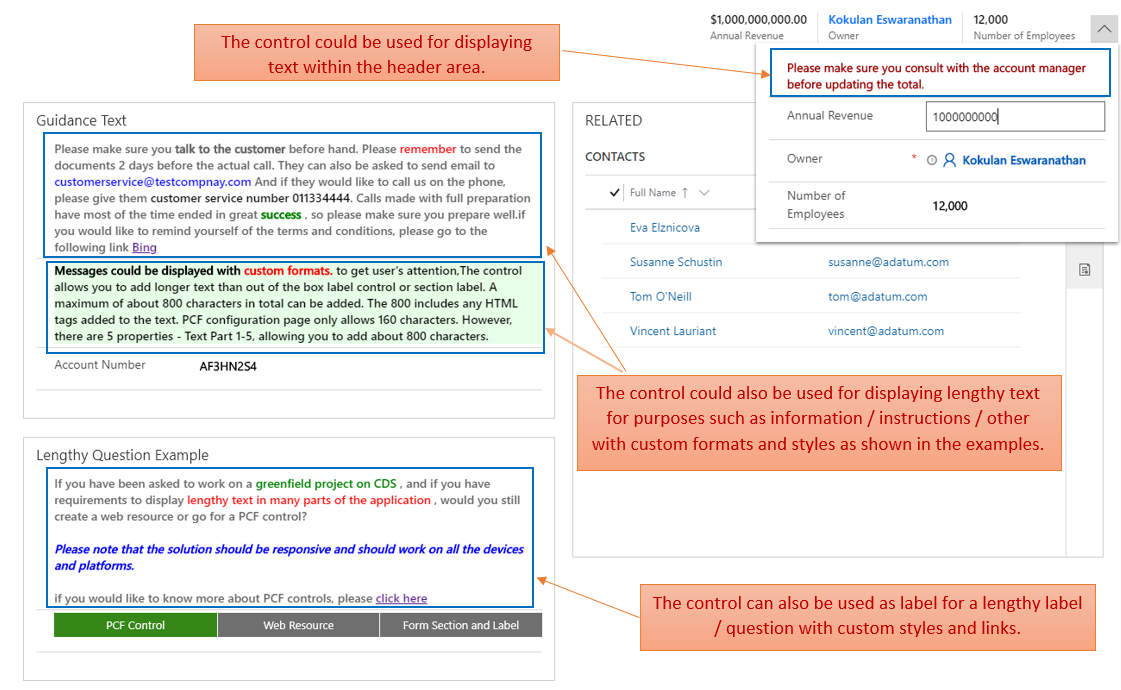 $1,000,000,000.00
Annual Revenue
Kokulan Eswaranathan
Owner
12,000
Number of Employees
The control could be used for displaying
text within the header area.
Please make sure you consult with the account manager
before updating the total.
Annual Revenue
1000000000
Owner
* Kokulan Eswaranathan
Number of
Employees
12,000
Guidance Text
Please make sure you talk to the customer before hand. Please remember to send the
documents 2 days before the actual call. They can also be asked to send email to
customerservice@testcompnay.com And if they would like to call us on the phone,
please give them customer service number 011334444. Calls made with full preparation
have most of the time ended in great success , so please make sure you prepare well.if
you would like to remind yourself of the terms and conditions, please go to the
following link Bing
Messages could be displayed with custom formats. to get user's attention,The control
allows you to add longer text than out of the box label control or section label. A
maximum of about 800 characters in total can be added. The 800 includes any HTML
tags added to the text. PCF configuration page only allows 160 characters. However,
there are 5 properties - Text Part 1-5, allowing you to add about 800 characters.
Account Number
AF3HN2S4
RELATED
CONTACTS
Full Name ↑
Eva Elznicova
Susanne Schustin
susanne@adatum.com
Tom O'Neill
tom@adatum.com
Vincent Lauriant
vincent@adatum.com
The control could also be used for displaying lengthy text
for purposes such as information / instructions / other
with custom formats and styles as shown in the examples.
Lengthy Question Example
If you have been asked to work on a greenfield project on CDS , and if you have
requirements to display lengthy text in many parts of the application , would you still
create a web resource or go for a PCF control?
Please note that the solution should be responsive and should work on all the devices
and platforms.
if you would like to know more about PCF controls, please click here
PCF Control
Web Resource
Form Section and Label
The control can also be used as label for a lengthy label
/ question with custom styles and links.